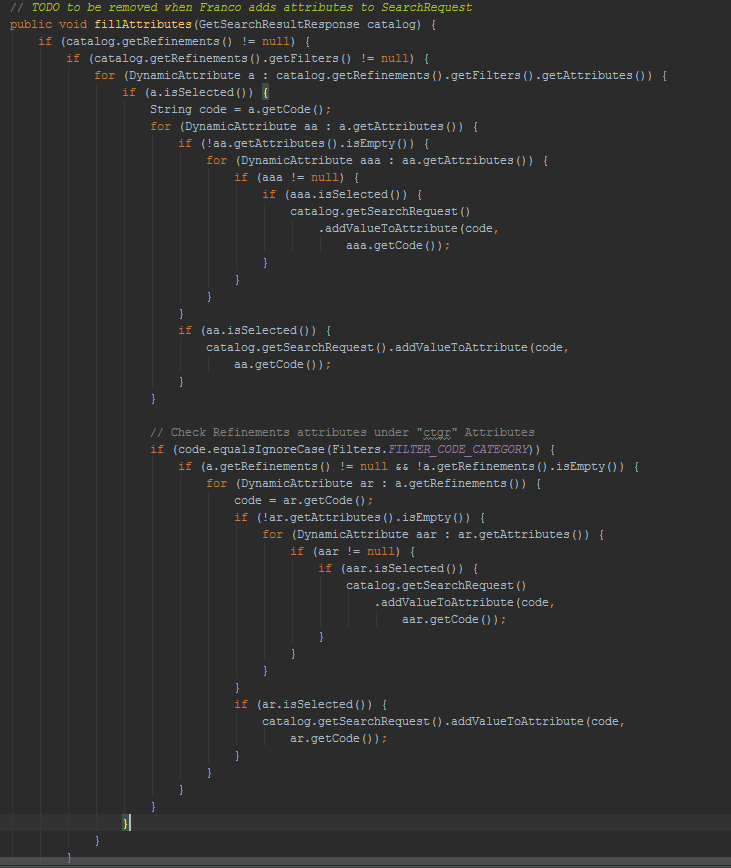 // TODO to be removed when Franco adds attributes to SearchRequest
public void fillAttributes(GetSearchResultResponse catalog) {
    if (catalog.getRefinements() != null) {
        if (catalog.getRefinements().getFilters() != null) {
            for (DynamicAttribute a : catalog.getRefinements().getFilters().getAttributes()) {
                if (a.isSelected()) {
                    String code = a.getCode();
                    for (DynamicAttribute aa : a.getAttributes()) {
                        if (!aa.getAttributes().isEmpty()) {
                            for (DynamicAttribute aaa : aa.getAttributes()) {
                                if (aaa != null) {
                                    if (aaa.isSelected()) {
                                        catalog.getSearchRequest()
                                            .addValueToAttribute(code,
                                                aaa.getCode());
                                    }
                                }
                            }
                        }
                        if (aa.isSelected()) {
                            catalog.getSearchRequest().addValueToAttribute(code,
                                aa.getCode());
                        }
                    }

                    // Check Refinements attributes under "ctgr" Attributes
                    if (code.equalsIgnoreCase(Filters.FILTER_CODE_CATEGORY)) {
                        if (a.getRefinements() != null && !a.getRefinements().isEmpty()) {
                            for (DynamicAttribute ar : a.getRefinements()) {
                                code = ar.getCode();
                                if (!ar.getAttributes().isEmpty()) {
                                    for (DynamicAttribute aar : ar.getAttributes()) {
                                        if (aar != null) {
                                            if (aar.isSelected()) {
                                                catalog.getSearchRequest()
                                                    .addValueToAttribute(code,
                                                        aar.getCode());
                                            }
                                        }
                                    }
                                }
                                if (ar.isSelected()) {
                                    catalog.getSearchRequest().addValueToAttribute(code,
                                        ar.getCode());
                                }
                            }
                        }
                    }
                }
            }
        }